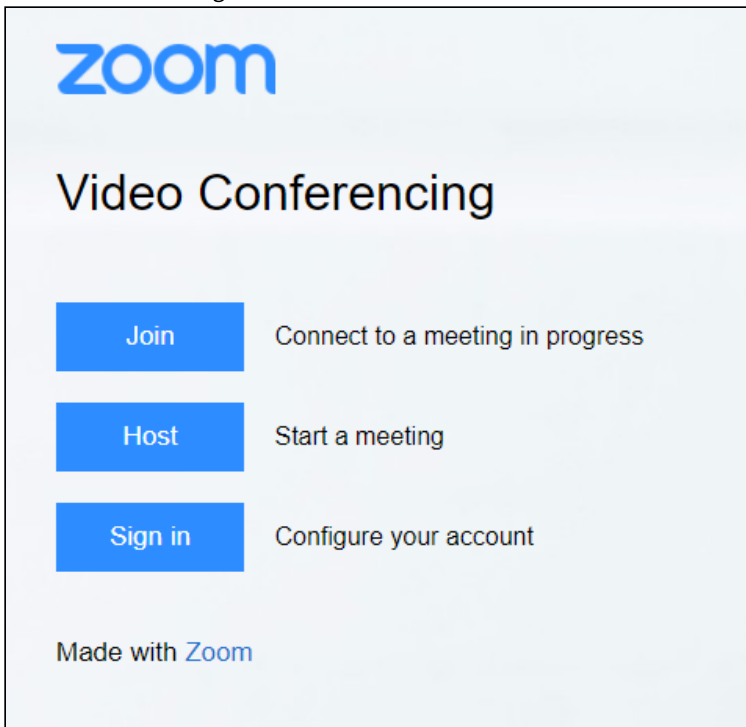 zoom
Video Conferencing
Join Connect to a meeting in progress
Host Start a meeting
Sign in Configure your account
Made with Zoom